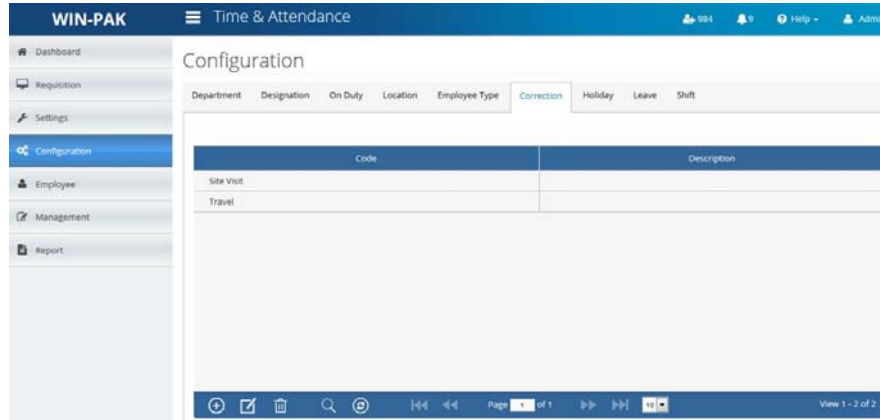 WIN-PAK
Time & Attendance
984
9
Help
Admi
Dashboard
Requisition
Settings
Configuration
Employee
Management
Report
Configuration
Department Designation On Duty Location Employee Type Correction Holiday Leave Shift
Code Description
Site Visit
Travel
Page 1 of 1 10 View 1 - 2 of 2